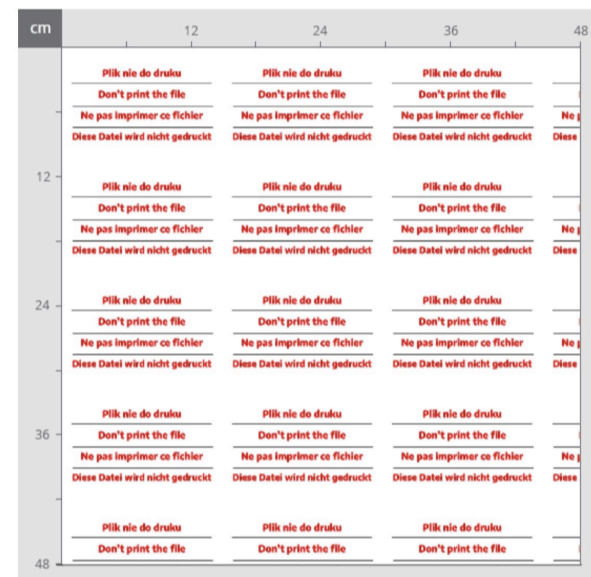 cm 12 24 36 48
Plik nie do druku Plik nie do druku Plik nie do druku
Don't print the file Don't print the file Don't print the file
Ne pas imprimer ce fichier Ne pas imprimer ce fichier Ne pas imprimer ce fichier Ne
Diese Datei wird nicht gedruckt Diese Datei wird nicht gedruckt Diese Datei wird nicht gedruckt Diese
12
Plik nie do druku Plik nie do druku Plik nie do druku
Don't print the file Don't print the file Don't print the file
Ne pas imprimer ce fichier Ne pas imprimer ce fichier Ne pas imprimer ce fichier Ne
Diese Datei wird nicht gedruckt Diese Datei wird nicht gedruckt Diese Datei wird nicht gedruckt Diese
24
Plik nie do druku Plik nie do druku Plik nie do druku
Don't print the file Don't print the file Don't print the file
Ne pas imprimer ce fichier Ne pas imprimer ce fichier Ne pas imprimer ce fichier Ne
Diese Datei wird nicht gedruckt Diese Datei wird nicht gedruckt Diese Datei wird nicht gedruckt Diese
Plik nie do druku Plik nie do druku Plik nie do druku
36
Don't print the file Don't print the file Don't print the file
Ne pas imprimer ce fichier Ne pas imprimer ce fichier Ne pas imprimer ce fichier Ne
Diese Datei wird nicht gedruckt Diese Datei wird nicht gedruckt Diese Datei wird nicht gedruckt Diese
Plik nie do druku Plik nie do druku Plik nie do druku
Don't print the file Don't print the file Don't print the file
48